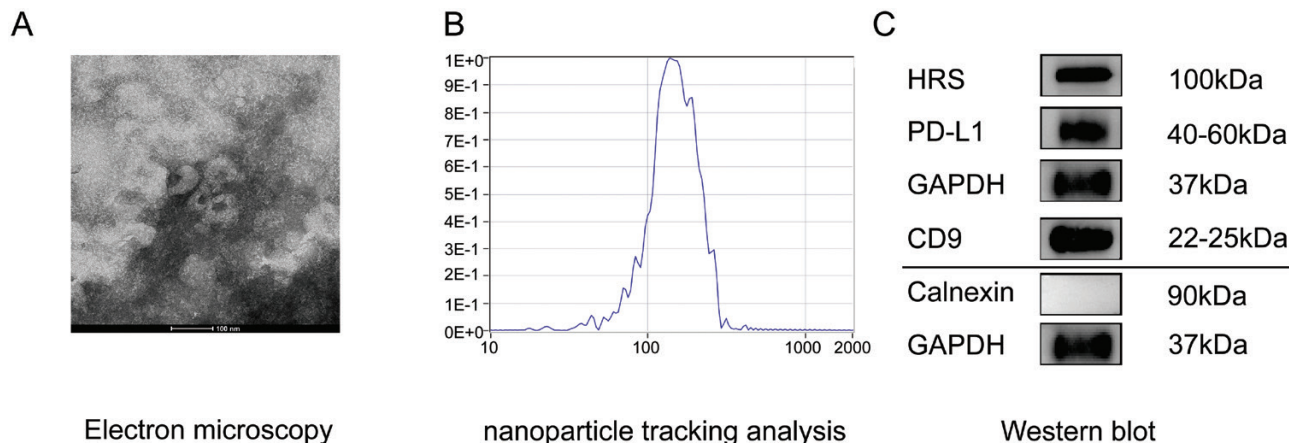 A
B
C
100 nm
1E+0
9E-1
8E-1
7E-1
6E-1
5E-1
4E-1
3E-1
2E-1
1E-1
0E+0
10 100 1000 2000
HRS 100kDa
PD-L1 40-60kDa
GAPDH 37kDa
CD9 22-25kDa
Calnexin 90kDa
GAPDH 37kDa
Electron microscopy
nanoparticle tracking analysis
Western blot